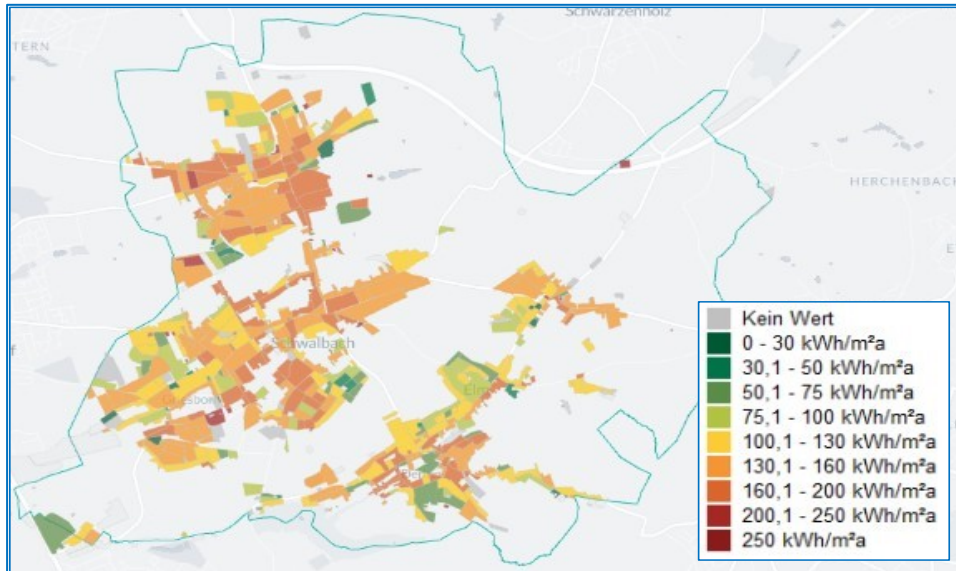 Schwarzenholz
TERN
HERCHENBACH
Schwalbach
Elm
Kein Wert
0 - 30 kWh/m²a
30,1 - 50 kWh/m²a
50,1 - 75 kWh/m²a
75,1 - 100 kWh/m²a
100,1 - 130 kWh/m²a
130,1 - 160 kWh/m²a
160,1 - 200 kWh/m²a
200,1 - 250 kWh/m²a
250 kWh/m²a